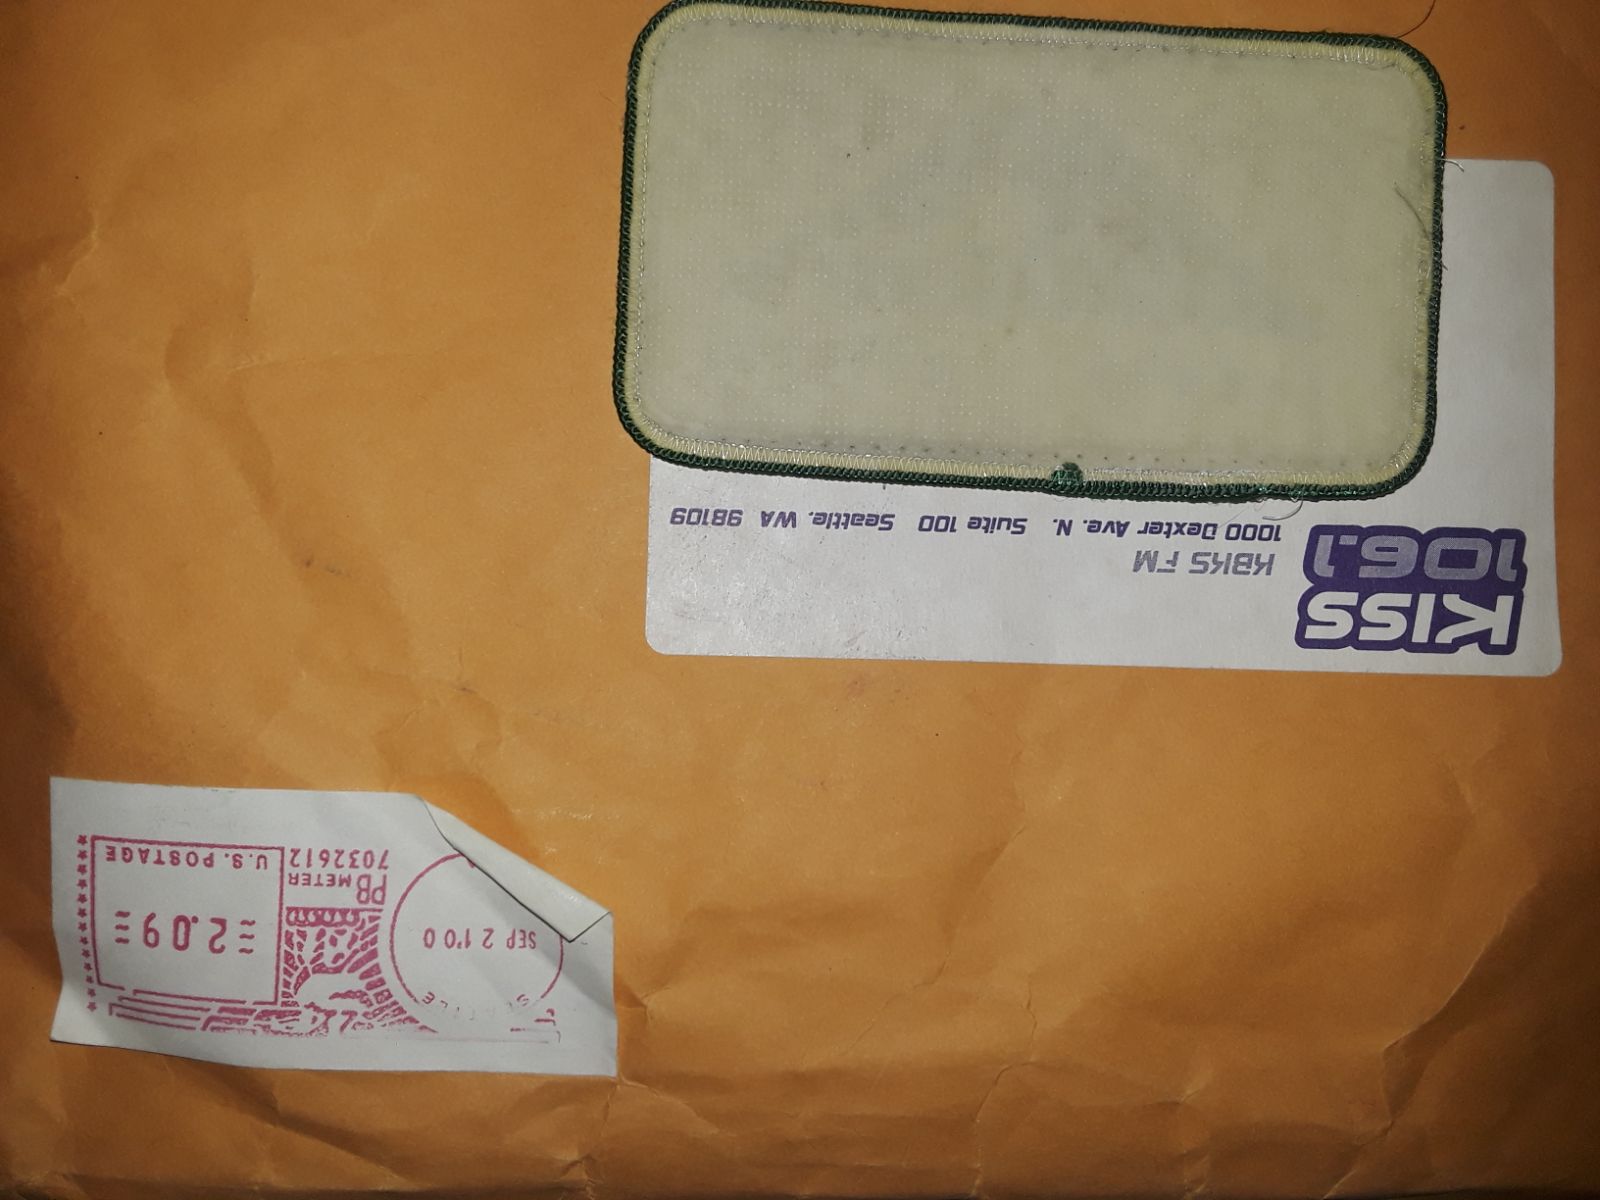 KISS
106.1
KBKS FM
1000 Dexter Ave. N. Suite 100 Seattle, WA 98109
SEATTLE
SEP 21'00
PB METER
7032612
2.09
U.S. POSTAGE